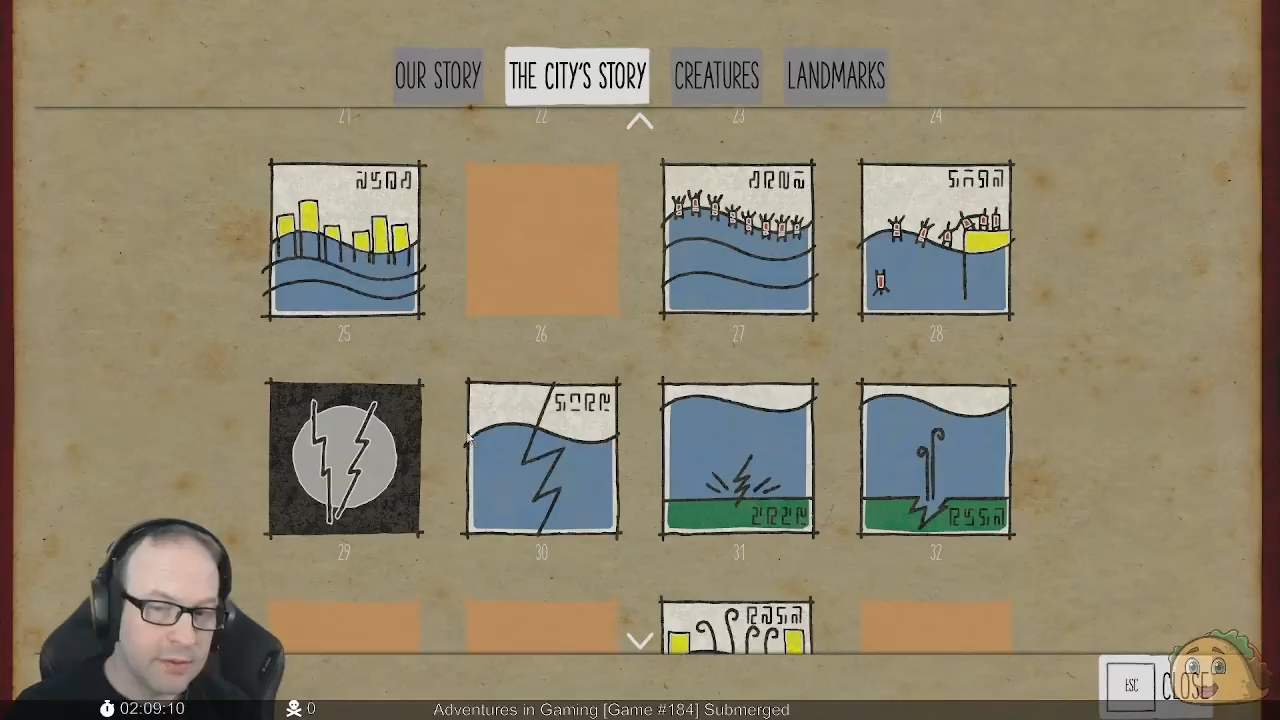 OUR STORY THE CITY'S STORY CREATURES LANDMARKS
21 22 23 24
25 26 27 28
29 30 31 32
ESC CLOSE
02:09:10 0 Adventures in Gaming [Game #184] Submerged